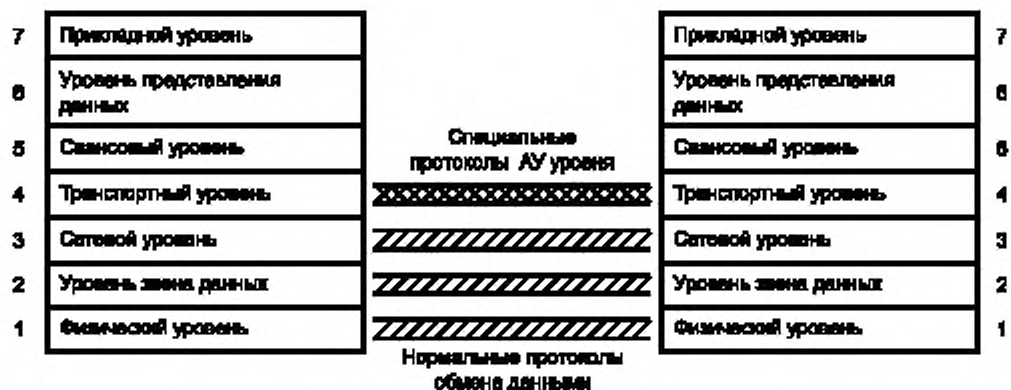 7 Прикладной уровень
6 Уровень представления
данных
5 Сеансовый уровень
4 Транспортный уровень
3 Сетевой уровень
2 Уровень звена данных
1 Физический уровень
Специальные
протоколы АУ уровня
Нормальные протоколы
обмена данными
Прикладной уровень 7
Уровень представления
данных 6
Сеансовый уровень 5
Транспортный уровень 4
Сетевой уровень 3
Уровень звена данных 2
Физический уровень 1